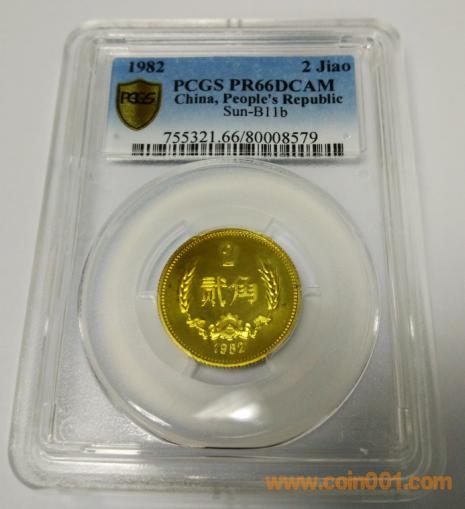 1982 2 Jiao
PCGS PR66DCAM
PCGS China, People's Republic
Sun-B11b
755321.66/80008579
2
贰角
1982
www.coin001.com